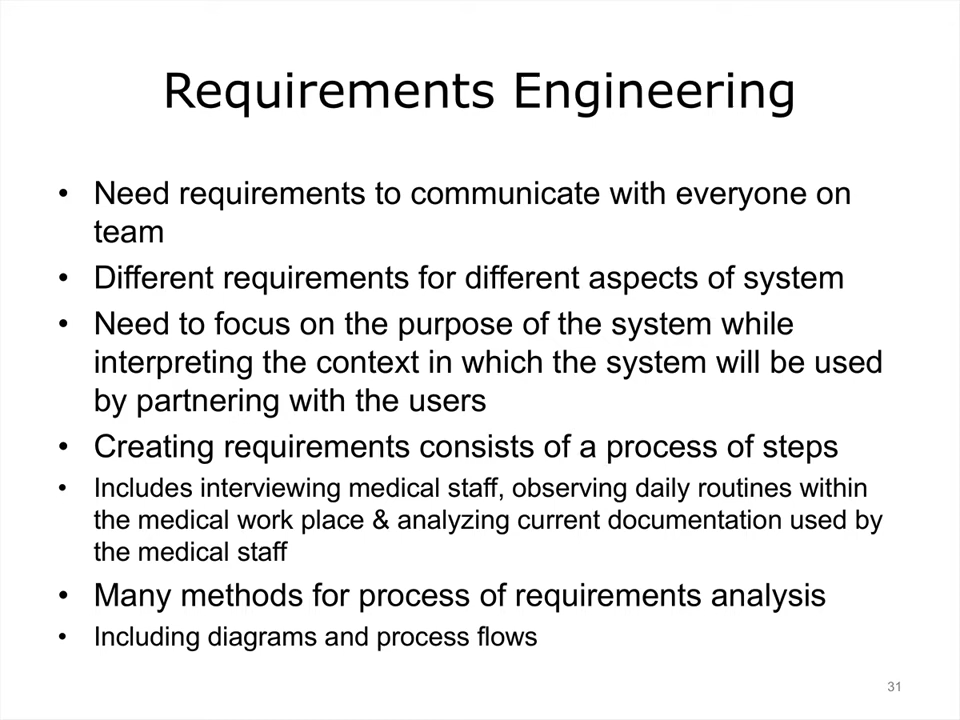 Requirements Engineering
• Need requirements to communicate with everyone on
team
• Different requirements for different aspects of system
• Need to focus on the purpose of the system while
interpreting the context in which the system will be used
by partnering with the users
• Creating requirements consists of a process of steps
• Includes interviewing medical staff, observing daily routines within
the medical work place & analyzing current documentation used by
the medical staff
• Many methods for process of requirements analysis
• Including diagrams and process flows
31